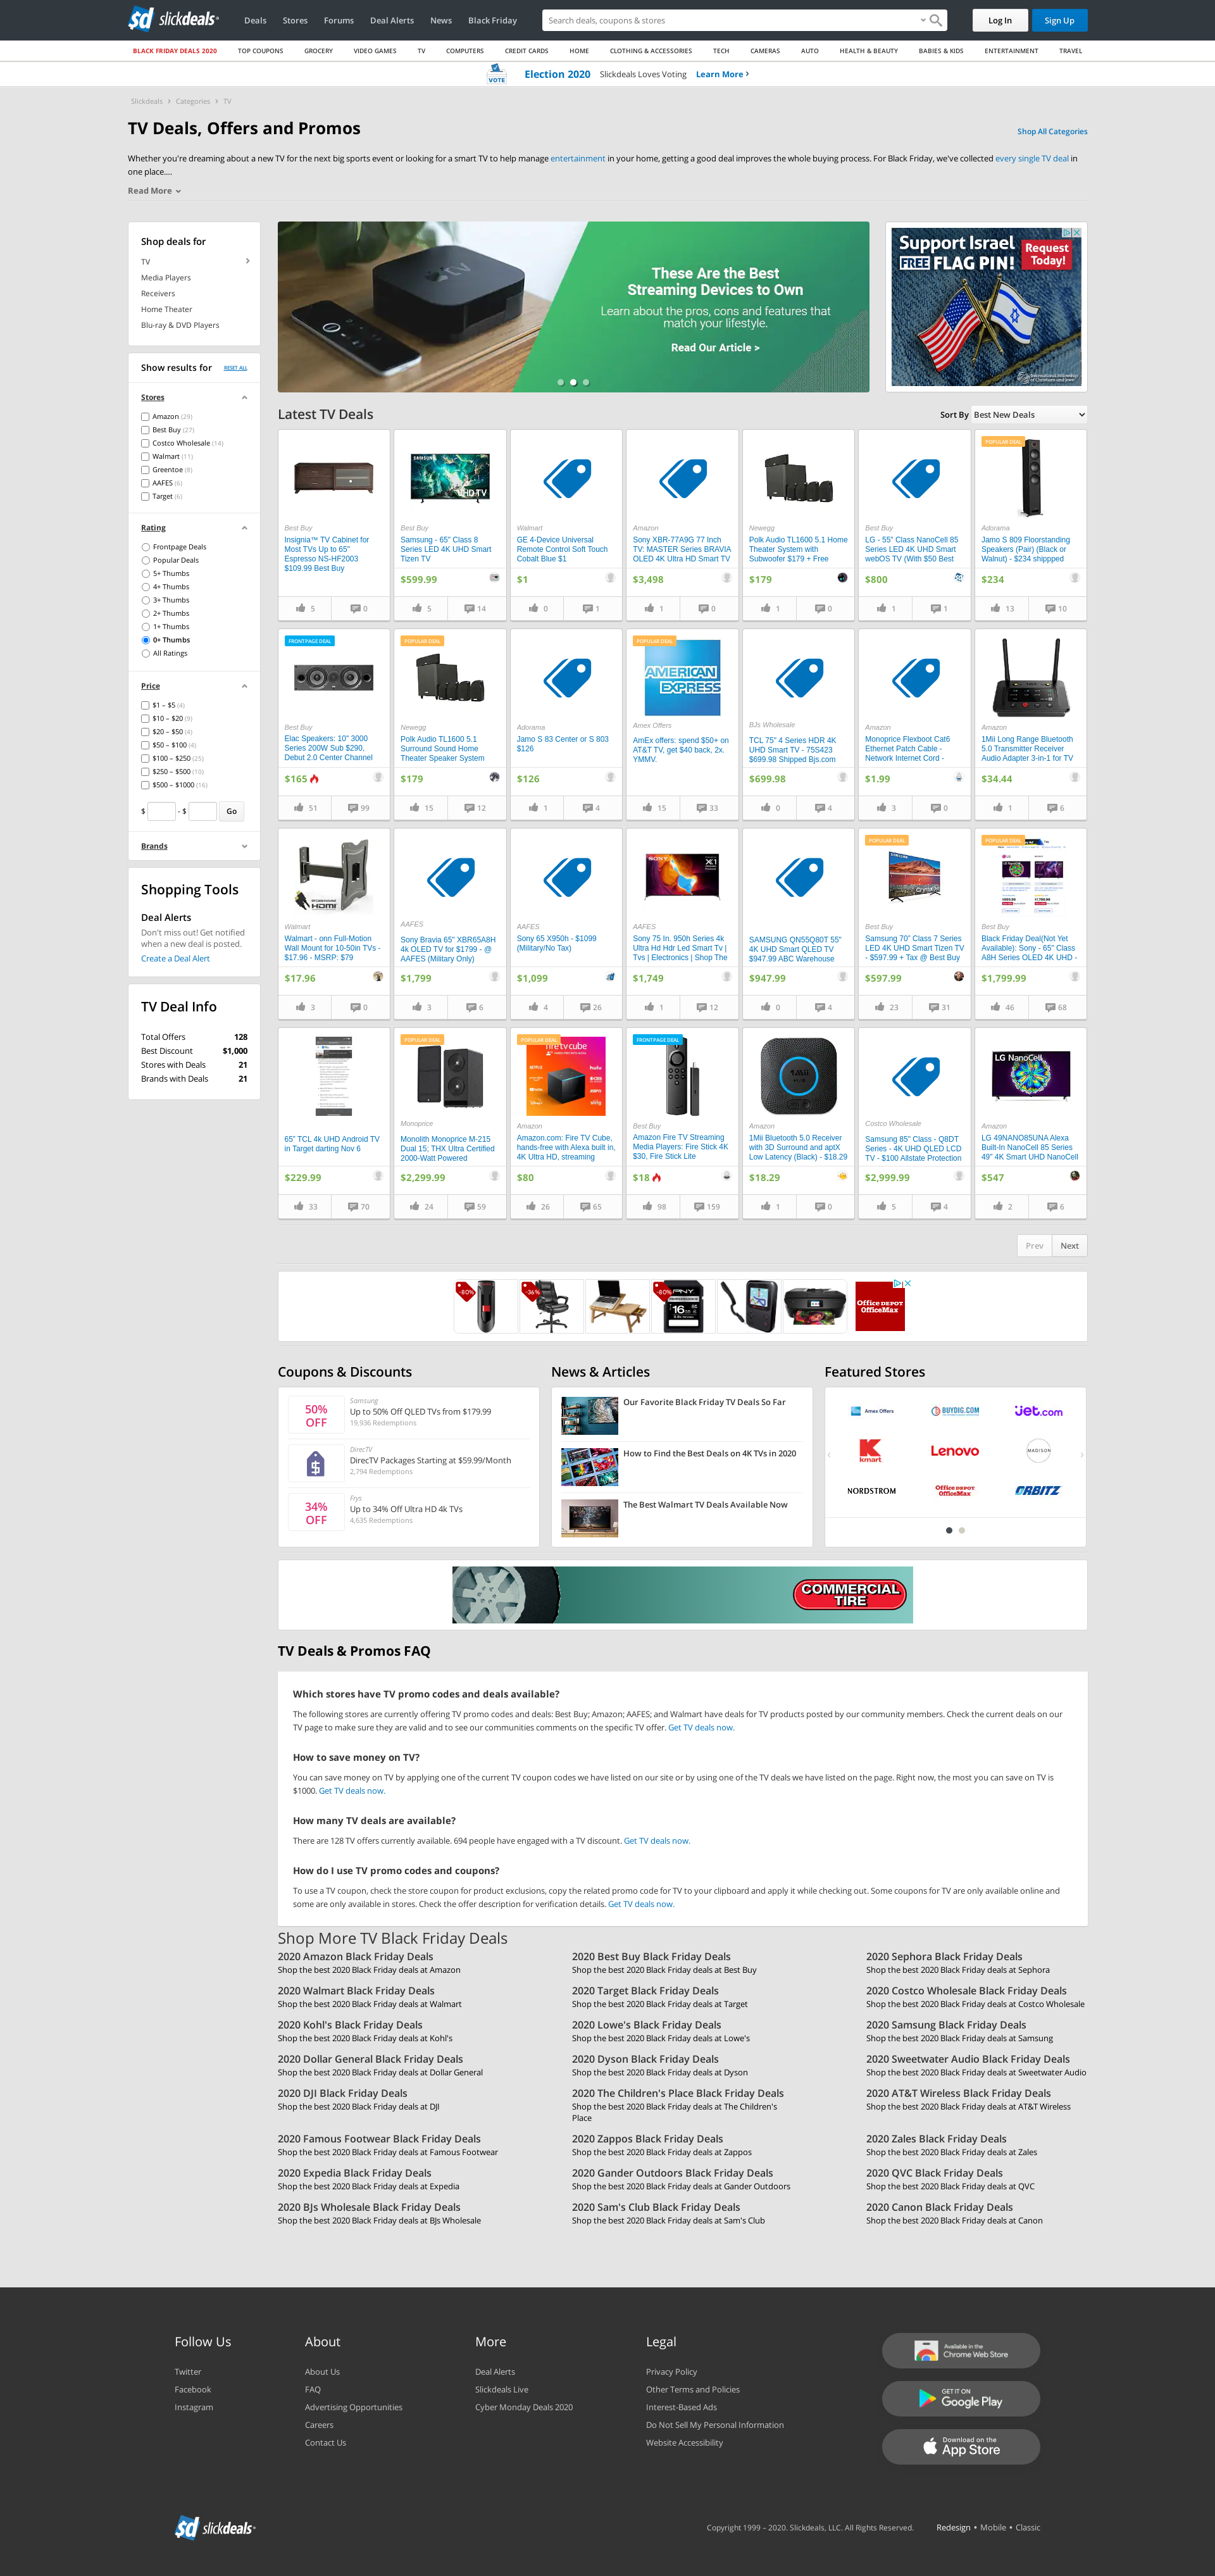 slickdeals
Deals
Stores
Forums
Deal Alerts
News
Black Friday
Search deals, coupons & stores
Log In
Sign Up
BLACK FRIDAY DEALS 2020
TOP COUPONS
GROCERY
VIDEO GAMES
TV
COMPUTERS
CREDIT CARDS
HOME
CLOTHING & ACCESSORIES
TECH
CAMERAS
AUTO
HEALTH & BEAUTY
BABIES & KIDS
ENTERTAINMENT
TRAVEL
VOTE Election 2020 Slickdeals Loves Voting Learn More
Slickdeals > Categories > TV
TV Deals, Offers and Promos
Shop All Categories
Whether you're dreaming about a new TV for the next big sports event or looking for a smart TV to help manage entertainment in your home, getting a good deal improves the whole buying process. For Black Friday, we've collected every single TV deal in
one place....
Read More
Shop deals for
TV
Media Players
Receivers
Home Theater
Blu-ray & DVD Players
Show results for
RESET ALL
Stores
Amazon (29)
Best Buy (27)
Costco Wholesale (14)
Walmart (11)
Greentoe (8)
AAFES (6)
Target (6)
Rating
Frontpage Deals
Popular Deals
5+ Thumbs
4+ Thumbs
3+ Thumbs
2+ Thumbs
1+ Thumbs
0+ Thumbs
All Ratings
Price
$1 – $5 (4)
$10 – $20 (9)
$20 – $50 (4)
$50 – $100 (4)
$100 – $250 (25)
$250 – $500 (10)
$500 – $1000 (16)
$ - $ Go
Brands
Shopping Tools
Deal Alerts
Don't miss out! Get notified
when a new deal is posted.
Create a Deal Alert
TV Deal Info
Total Offers 128
Best Discount $1,000
Stores with Deals 21
Brands with Deals 21
These Are the Best
Streaming Devices to Own
Learn about the pros, cons and features that
match your lifestyle.
Read Our Article >
Support Israel
FREE FLAG PIN!
Request
Today!
Latest TV Deals
Sort By Best New Deals
Best Buy
Insignia™ TV Cabinet for
Most TVs Up to 65"
Espresso NS-HF2003
$109.99 Best Buy
5 0
Best Buy
Samsung - 65" Class 8
Series LED 4K UHD Smart
Tizen TV
$599.99
5 14
Walmart
GE 4-Device Universal
Remote Control Soft Touch
Cobalt Blue $1
$1
0 1
Amazon
Sony XBR-77A9G 77 Inch
TV: MASTER Series BRAVIA
OLED 4K Ultra HD Smart TV
$3,498
1 0
Newegg
Polk Audio TL1600 5.1 Home
Theater System with
Subwoofer $179 + Free
$179
1 0
Best Buy
LG - 55" Class NanoCell 85
Series LED 4K UHD Smart
webOS TV (With $50 Best
$800
1 1
POPULAR DEAL
Adorama
Jamo S 809 Floorstanding
Speakers (Pair) (Black or
Walnut) - $234 shippped
$234
13 10
FRONTPAGE DEAL
Best Buy
Elac Speakers: 10" 3000
Series 200W Sub $290,
Debut 2.0 Center Channel
$165
51 99
POPULAR DEAL
Newegg
Polk Audio TL1600 5.1
Surround Sound Home
Theater Speaker System
$179
15 12
Adorama
Jamo S 83 Center or S 803
$126
$126
1 4
POPULAR DEAL
AMERICAN
EXPRESS
Amex Offers
AmEx offers: spend $50+ on
AT&T TV, get $40 back, 2x.
YMMV.
15 33
BJs Wholesale
TCL 75" 4 Series HDR 4K
UHD Smart TV - 75S423
$699.98 Shipped Bjs.com
$699.98
0 4
Amazon
Monoprice Flexboot Cat6
Ethernet Patch Cable -
Network Internet Cord -
$1.99
3 0
Amazon
1Mii Long Range Bluetooth
5.0 Transmitter Receiver
Audio Adapter 3-in-1 for TV
$34.44
1 6
HDMI
Walmart
Walmart - onn Full-Motion
Wall Mount for 10-50in TVs -
$17.96 - MSRP: $79
$17.96
3 0
AAFES
Sony Bravia 65" XBR65A8H
4k OLED TV for $1799 - @
AAFES (Military Only)
$1,799
3 6
AAFES
Sony 65 X950h - $1099
(Military/No Tax)
$1,099
4 26
AAFES
Sony 75 In. 950h Series 4k
Ultra Hd Hdr Led Smart Tv |
Tvs | Electronics | Shop The
$1,749
1 12
SAMSUNG QN55Q80T 55"
4K UHD Smart QLED TV
$947.99 ABC Warehouse
$947.99
0 4
POPULAR DEAL
Best Buy
Samsung 70" Class 7 Series
LED 4K UHD Smart Tizen TV
- $597.99 + Tax @ Best Buy
$597.99
23 31
POPULAR DEAL
Best Buy
Black Friday Deal(Not Yet
Available): Sony - 65" Class
A8H Series OLED 4K UHD -
$1,799.99
46 68
65" TCL 4k UHD Android TV
in Target darting Nov 6
$229.99
33 70
POPULAR DEAL
Monoprice
Monolith Monoprice M-215
Dual 15; THX Ultra Certified
2000-Watt Powered
$2,299.99
24 59
POPULAR DEAL
fire tv cube
Amazon
Amazon.com: Fire TV Cube,
hands-free with Alexa built in,
4K Ultra HD, streaming
$80
26 65
FRONTPAGE DEAL
Best Buy
Amazon Fire TV Streaming
Media Players: Fire Stick 4K
$30, Fire Stick Lite
$18
98 159
Amazon
1Mii Bluetooth 5.0 Receiver
with 3D Surround and aptX
Low Latency (Black) - $18.29
$18.29
1 0
Costco Wholesale
Samsung 85" Class - Q8DT
Series - 4K UHD QLED LCD
TV - $100 Allstate Protection
$2,999.99
5 4
LG NanoCell
Amazon
LG 49NANO85UNA Alexa
Built-In NanoCell 85 Series
49" 4K Smart UHD NanoCell
$547
2 6
Prev Next
-80%
-36%
-80%
PNY
16
Office DEPOT
OfficeMax
Coupons & Discounts
50%
OFF
Samsung
Up to 50% Off QLED TVs from $179.99
19,936 Redemptions
DirecTV
DirecTV Packages Starting at $59.99/Month
2,794 Redemptions
34%
OFF
Frys
Up to 34% Off Ultra HD 4k TVs
4,635 Redemptions
News & Articles
Our Favorite Black Friday TV Deals So Far
How to Find the Best Deals on 4K TVs in 2020
The Best Walmart TV Deals Available Now
Featured Stores
Amex Offers
BUYDIG.COM
jet.com
kmart
Lenovo
MADISON
NORDSTROM
Office DEPOT
OfficeMax
ORBITZ
COMMERCIAL
TIRE
TV Deals & Promos FAQ
Which stores have TV promo codes and deals available?
The following stores are currently offering TV promo codes and deals: Best Buy; Amazon; AAFES; and Walmart have deals for TV products posted by our community members. Check the current deals on our
TV page to make sure they are valid and to see our communities comments on the specific TV offer. Get TV deals now.
How to save money on TV?
You can save money on TV by applying one of the current TV coupon codes we have listed on our site or by using one of the TV deals we have listed on the page. Right now, the most you can save on TV is
$1000. Get TV deals now.
How many TV deals are available?
There are 128 TV offers currently available. 694 people have engaged with a TV discount. Get TV deals now.
How do I use TV promo codes and coupons?
To use a TV coupon, check the store coupon for product exclusions, copy the related promo code for TV to your clipboard and apply it while checking out. Some coupons for TV are only available online and
some are only available in stores. Check the offer description for verification details. Get TV deals now.
Shop More TV Black Friday Deals
2020 Amazon Black Friday Deals
Shop the best 2020 Black Friday deals at Amazon
2020 Best Buy Black Friday Deals
Shop the best 2020 Black Friday deals at Best Buy
2020 Sephora Black Friday Deals
Shop the best 2020 Black Friday deals at Sephora
2020 Walmart Black Friday Deals
Shop the best 2020 Black Friday deals at Walmart
2020 Target Black Friday Deals
Shop the best 2020 Black Friday deals at Target
2020 Costco Wholesale Black Friday Deals
Shop the best 2020 Black Friday deals at Costco Wholesale
2020 Kohl's Black Friday Deals
Shop the best 2020 Black Friday deals at Kohl's
2020 Lowe's Black Friday Deals
Shop the best 2020 Black Friday deals at Lowe's
2020 Samsung Black Friday Deals
Shop the best 2020 Black Friday deals at Samsung
2020 Dollar General Black Friday Deals
Shop the best 2020 Black Friday deals at Dollar General
2020 Dyson Black Friday Deals
Shop the best 2020 Black Friday deals at Dyson
2020 Sweetwater Audio Black Friday Deals
Shop the best 2020 Black Friday deals at Sweetwater Audio
2020 DJI Black Friday Deals
Shop the best 2020 Black Friday deals at DJI
2020 The Children's Place Black Friday Deals
Shop the best 2020 Black Friday deals at The Children's
Place
2020 AT&T Wireless Black Friday Deals
Shop the best 2020 Black Friday deals at AT&T Wireless
2020 Famous Footwear Black Friday Deals
Shop the best 2020 Black Friday deals at Famous Footwear
2020 Zappos Black Friday Deals
Shop the best 2020 Black Friday deals at Zappos
2020 Zales Black Friday Deals
Shop the best 2020 Black Friday deals at Zales
2020 Expedia Black Friday Deals
Shop the best 2020 Black Friday deals at Expedia
2020 Gander Outdoors Black Friday Deals
Shop the best 2020 Black Friday deals at Gander Outdoors
2020 QVC Black Friday Deals
Shop the best 2020 Black Friday deals at QVC
2020 BJs Wholesale Black Friday Deals
Shop the best 2020 Black Friday deals at BJs Wholesale
2020 Sam's Club Black Friday Deals
Shop the best 2020 Black Friday deals at Sam's Club
2020 Canon Black Friday Deals
Shop the best 2020 Black Friday deals at Canon
Follow Us
Twitter
Facebook
Instagram
About
About Us
FAQ
Advertising Opportunities
Careers
Contact Us
More
Deal Alerts
Slickdeals Live
Cyber Monday Deals 2020
Legal
Privacy Policy
Other Terms and Policies
Interest-Based Ads
Do Not Sell My Personal Information
Website Accessibility
Available in the
Chrome Web Store
GET IT ON
Google Play
Download on the
App Store
slickdeals
Copyright 1999 – 2020. Slickdeals, LLC. All Rights Reserved.
Redesign • Mobile • Classic